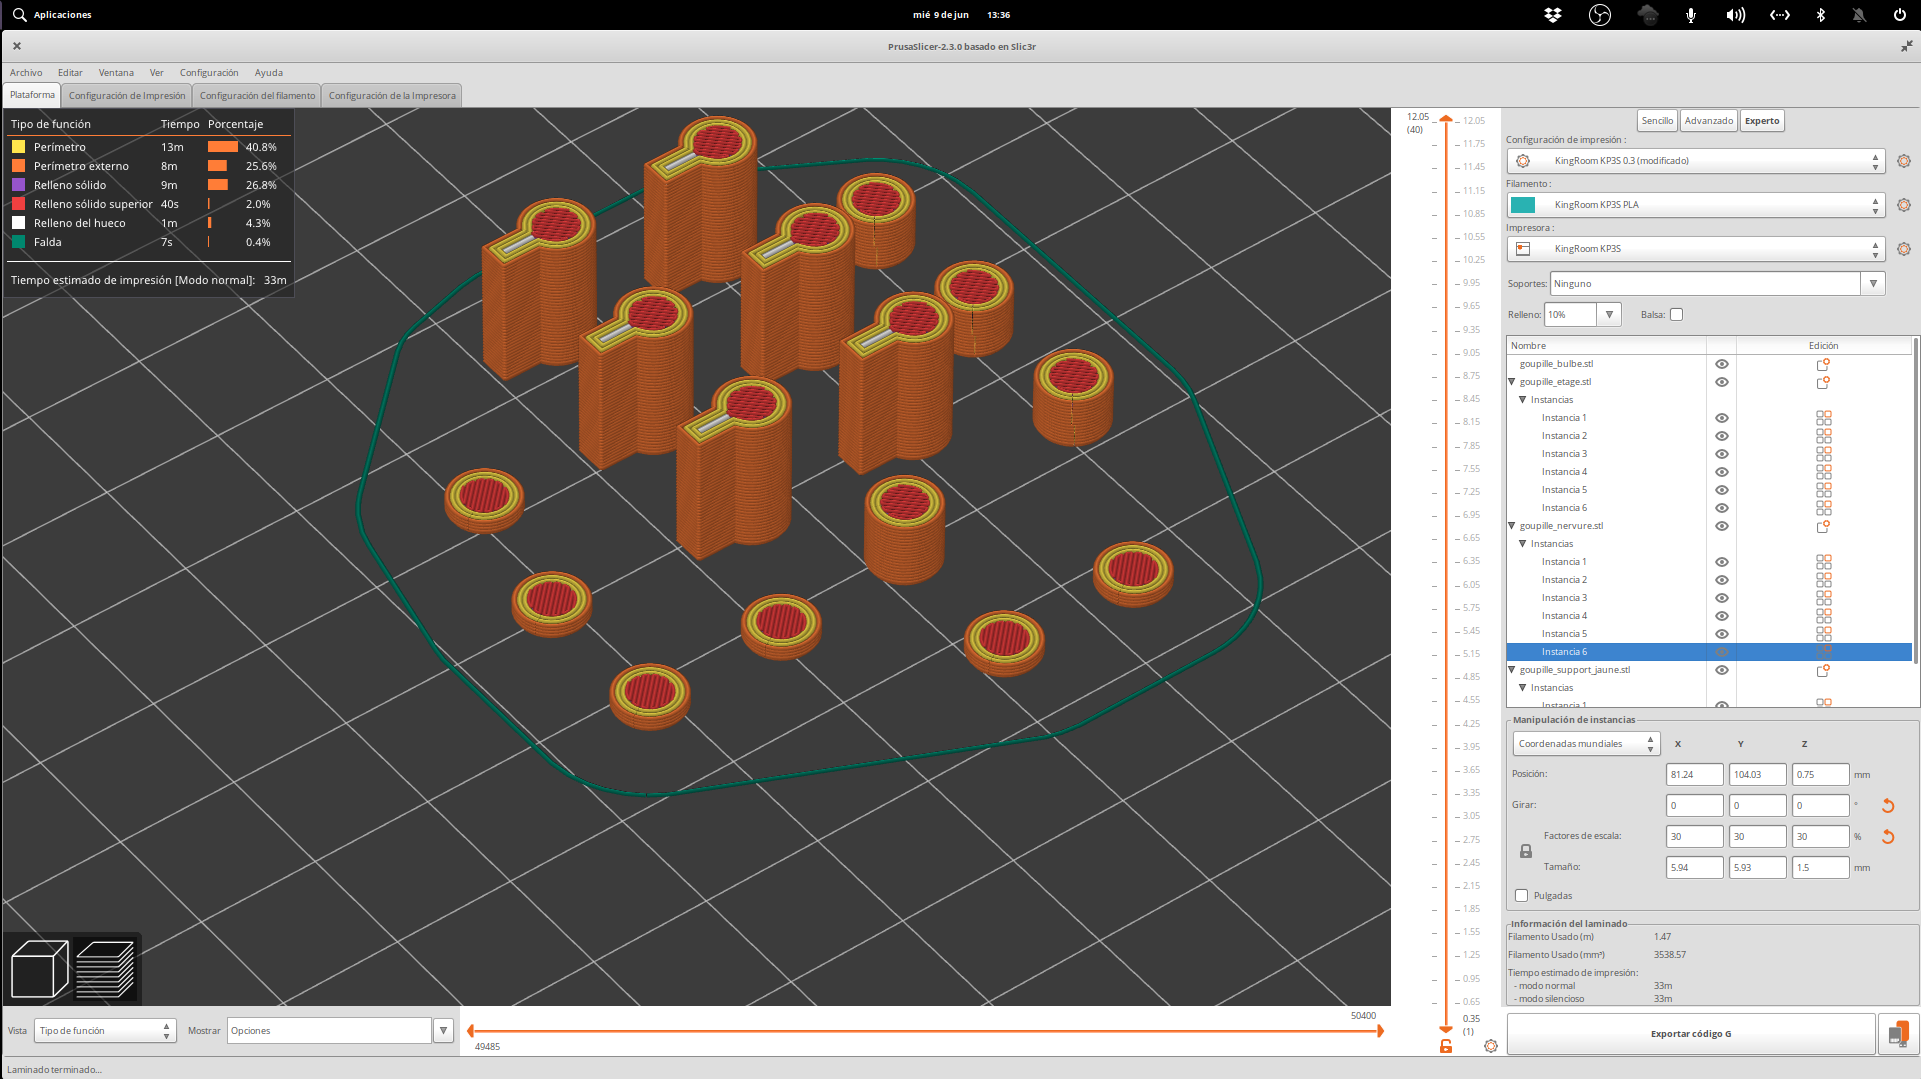 Aplicaciones
mié 9 de jun 13:36
PrusaSlicer-2.3.0 basado en Slic3r
Archivo Editar Ventana Ver Configuración Ayuda
Plataforma Configuración de Impresión Configuración del filamento Configuración de la Impresora
Tipo de función Tiempo Porcentaje
Perímetro 13m 40.8%
Perímetro externo 8m 25.6%
Relleno sólido 9m 26.8%
Relleno sólido superior 40s 2.0%
Relleno del hueco 1m 4.3%
Falda 7s 0.4%
Tiempo estimado de impresión [Modo normal]: 33m
12.05
(40)
12.05
11.75
11.45
11.15
10.85
10.55
10.25
9.95
9.65
9.35
9.05
8.75
8.45
8.15
7.85
7.55
7.25
6.95
6.65
6.35
6.05
5.75
5.45
5.15
4.85
4.55
4.25
3.95
3.65
3.35
3.05
2.75
2.45
2.15
1.85
1.55
1.25
0.95
0.65
0.35
(1)
Sencillo Avanzado Experto
Configuración de impresión :
KingRoom KP3S 0.3 (modificado)
Filamento :
KingRoom KP3S PLA
Impresora :
KingRoom KP3S
Soportes: Ninguno
Relleno: 10% Balsa:
Nombre Edición
goupille_bulbe.stl
goupille_etage.stl
Instancias
Instancia 1
Instancia 2
Instancia 3
Instancia 4
Instancia 5
Instancia 6
goupille_nervure.stl
Instancias
Instancia 1
Instancia 2
Instancia 3
Instancia 4
Instancia 5
Instancia 6
goupille_support_jaune.stl
Instancias
Instancia 1
Manipulación de instancias
Coordenadas mundiales X Y Z
Posición: 81.24 104.03 0.75 mm
Girar: 0 0 0 °
Factores de escala: 30 30 30 %
Tamaño: 5.94 5.93 1.5 mm
Pulgadas
Información del laminado
Filamento Usado (m) 1.47
Filamento Usado (mm³) 3538.57
Tiempo estimado de impresión:
- modo normal 33m
- modo silencioso 33m
Exportar código G
Vista Tipo de función Mostrar Opciones
50400
49485
Laminado terminado...